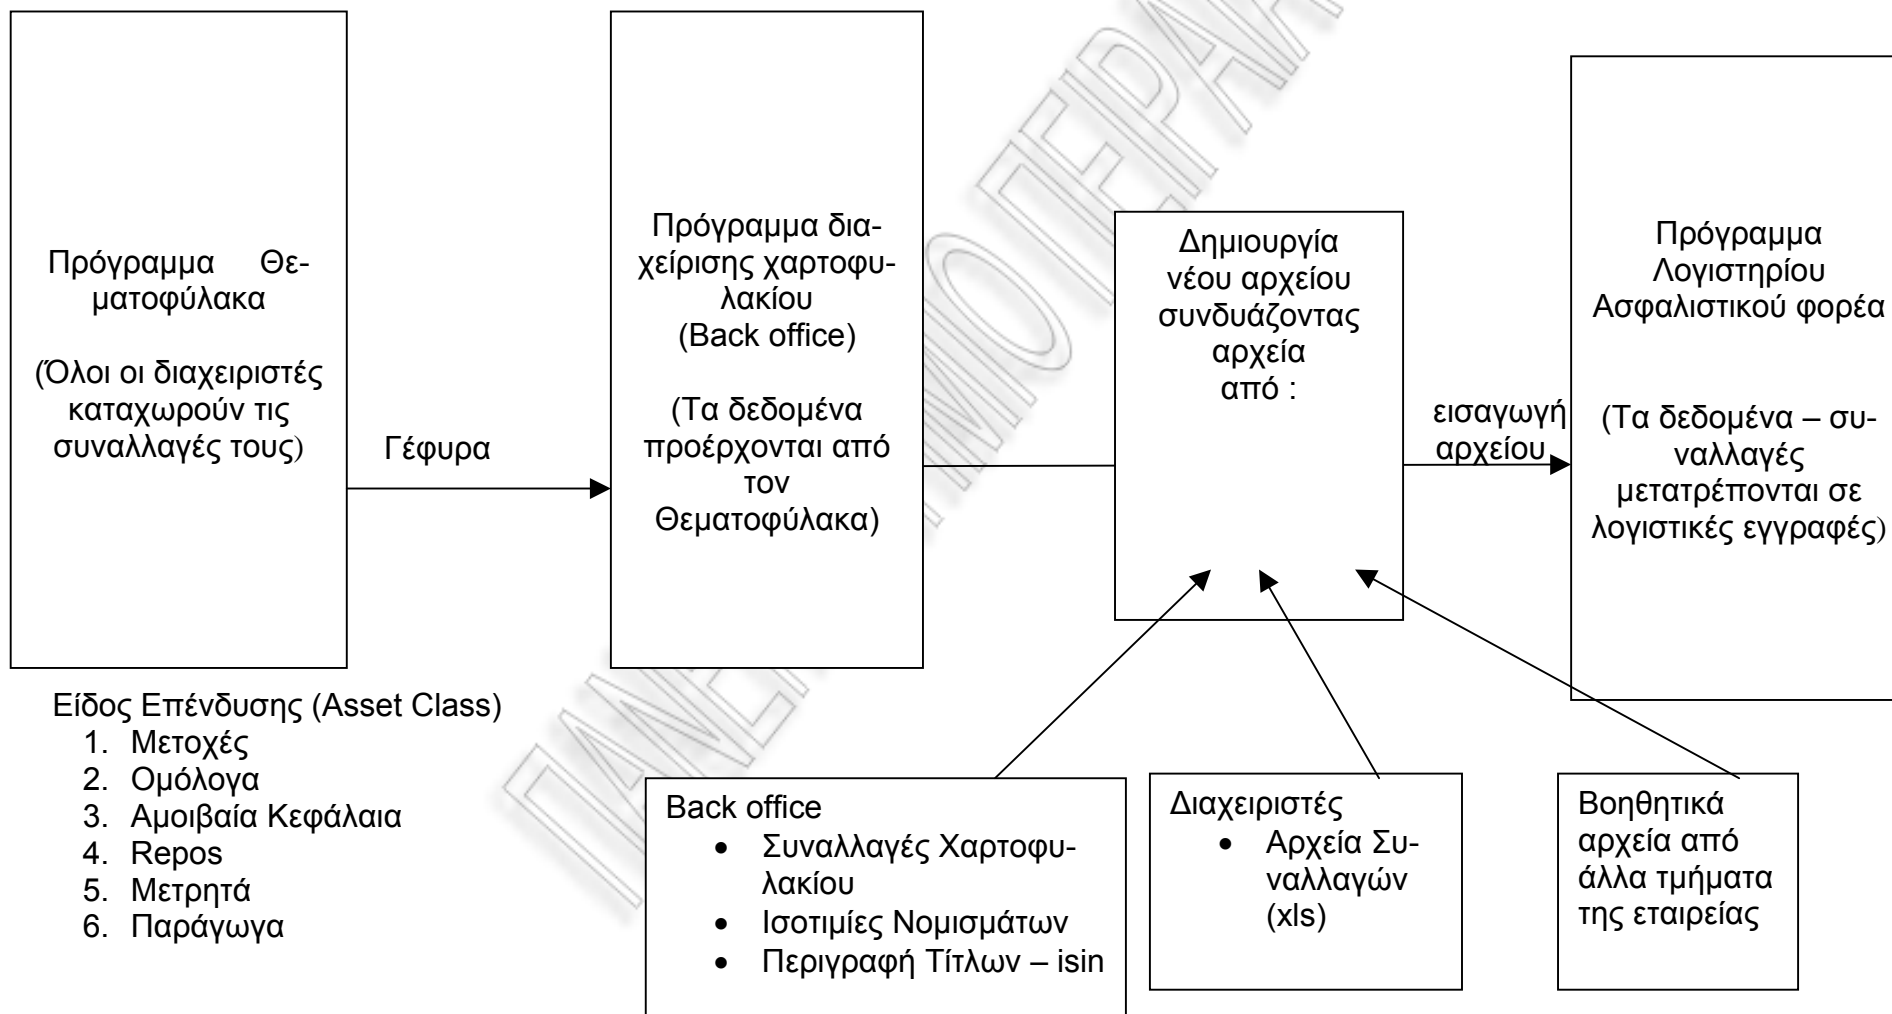 Πρόγραμμα Θε-
ματοφύλακα
(Όλοι οι διαχειριστές
καταχωρούν τις
συναλλαγές τους)
Γέφυρα
Πρόγραμμα δια-
χείρισης χαρτοφυ-
λακίου
(Back office)
(Τα δεδομένα
προέρχονται από
τον
Θεματοφύλακα)
Δημιουργία
νέου αρχείου
συνδυάζοντας
αρχεία
από :
εισαγωγή
αρχείου
Πρόγραμμα
Λογιστηρίου
Ασφαλιστικού φορέα
(Τα δεδομένα – συ-
ναλλαγές
μετατρέπονται σε
λογιστικές εγγραφές)
Είδος Επένδυσης (Asset Class)
1. Μετοχές
2. Ομόλογα
3. Αμοιβαία Κεφάλαια
4. Repos
5. Μετρητά
6. Παράγωγα
Back office
• Συναλλαγές Χαρτοφυ-
λακίου
• Ισοτιμίες Νομισμάτων
• Περιγραφή Τίτλων – isin
Διαχειριστές
• Αρχεία Συ-
ναλλαγών
(xls)
Βοηθητικά
αρχεία από
άλλα τμήματα
της εταιρείας